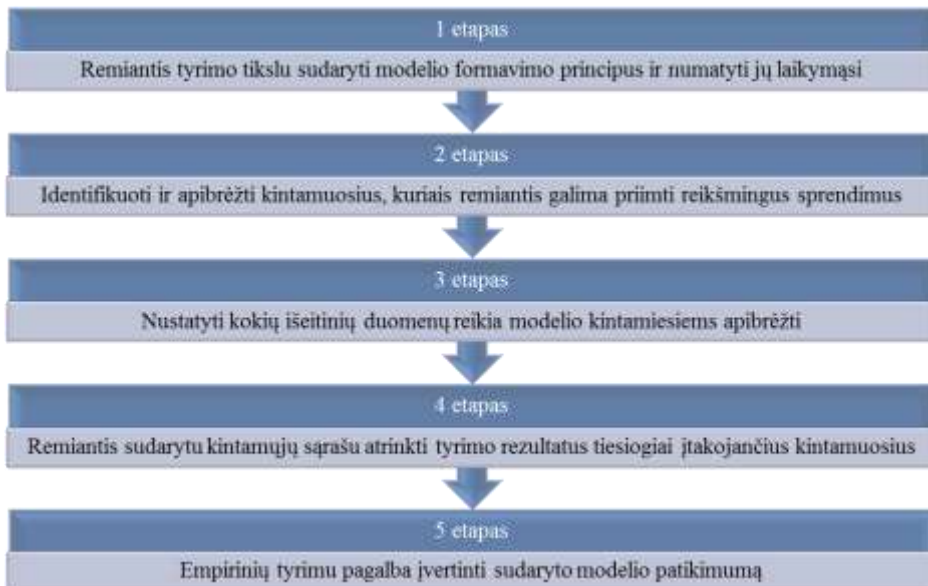 1 etapas
Remiantis tyrimo tikslu sudaryti modelio formavimo principus ir numatyti jų laikymąsi
2 etapas
Identifikuoti ir apibrėžti kintamuosius, kuriais remiantis galima priimti reikšmingus sprendimus
3 etapas
Nustatyti kokių išeitinių duomenų reikia modelio kintamiesiems apibrėžti
4 etapas
Remiantis sudarytu kintamųjų sąrašu atrinkti tyrimo rezultatus tiesiogiai įtakojančius kintamuosius
5 etapas
Empirinių tyrimu pagalba įvertinti sudaryto modelio patikimumą